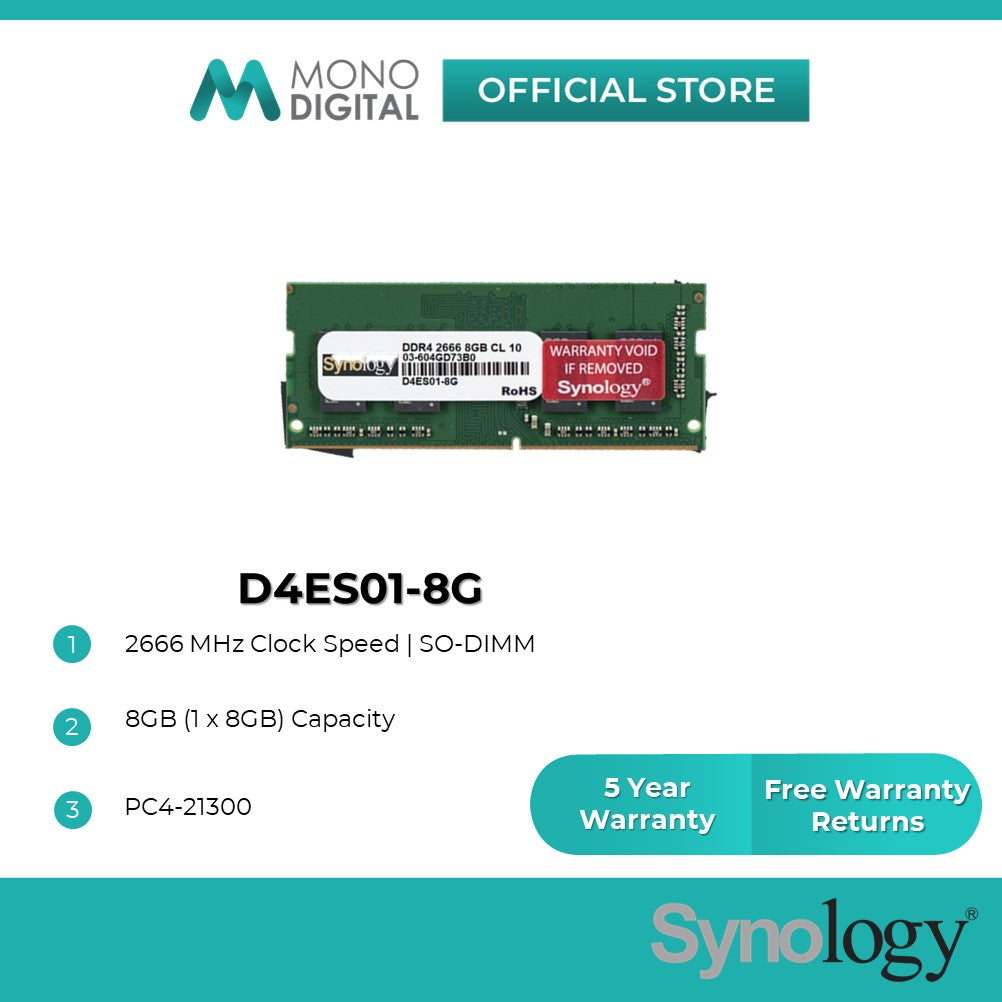 MONO
DIGITAL
OFFICIAL STORE
Synology
DDR4 2666 8GB CL 10
03-604GD73B0
D4ES01-8G
RoHS
WARRANTY VOID
IF REMOVED
Synology®
D4ES01-8G
1 2666 MHz Clock Speed | SO-DIMM
2 8GB (1 x 8GB) Capacity
3 PC4-21300
5 Year
Warranty
Free Warranty
Returns
Synology®